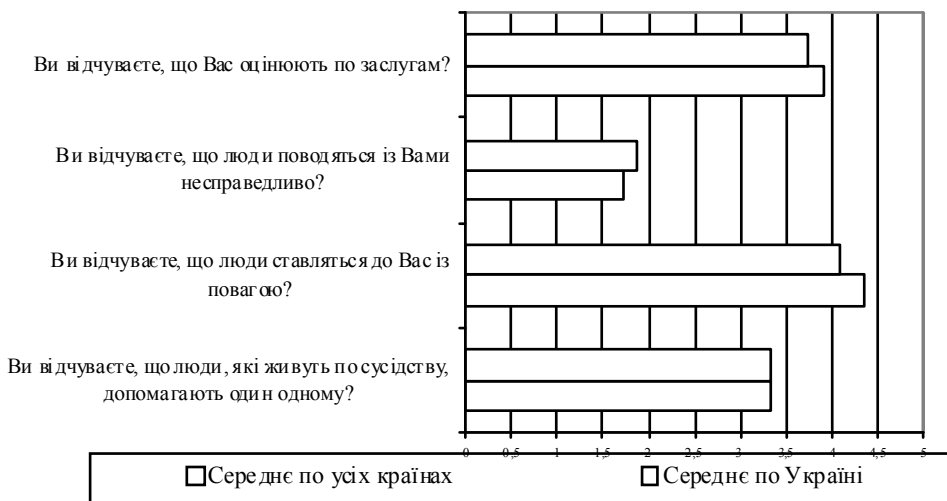 Ви відчуваєте, що Вас оцінюють по заслугам?
Ви відчуваєте, що люди поводяться із Вами
несправедливо?
Ви відчуваєте, що люди ставляться до Вас із
повагою?
Ви відчуваєте, що люди, які живуть по сусідству,
допомагають один одному?
0 0,5 1 1,5 2 2,5 3 3,5 4 4,5 5
Середнє по усіх країнах Середнє по Україні